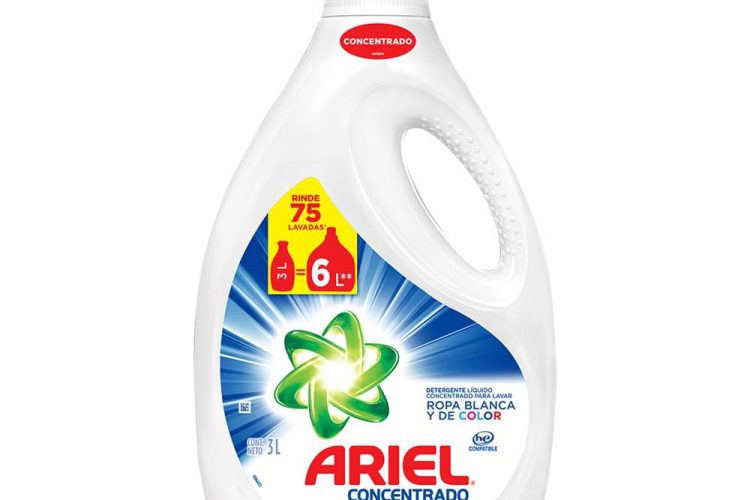 CONCENTRADO
RINDE
75
LAVADAS*
3 L = 6 L**
DETERGENTE LÍQUIDO
CONCENTRADO PARA LAVAR
ROPA BLANCA
Y DE COLOR
he
COMPATIBLE
CONT.
NETO 3L
ARIEL
CONCENTRADO